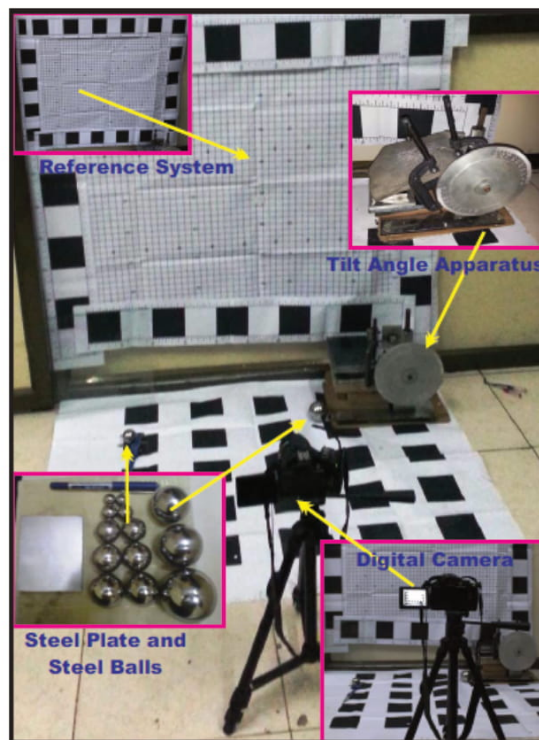 Reference System
Tilt Angle Apparatus
Digital Camera
Steel Plate and
Steel Balls